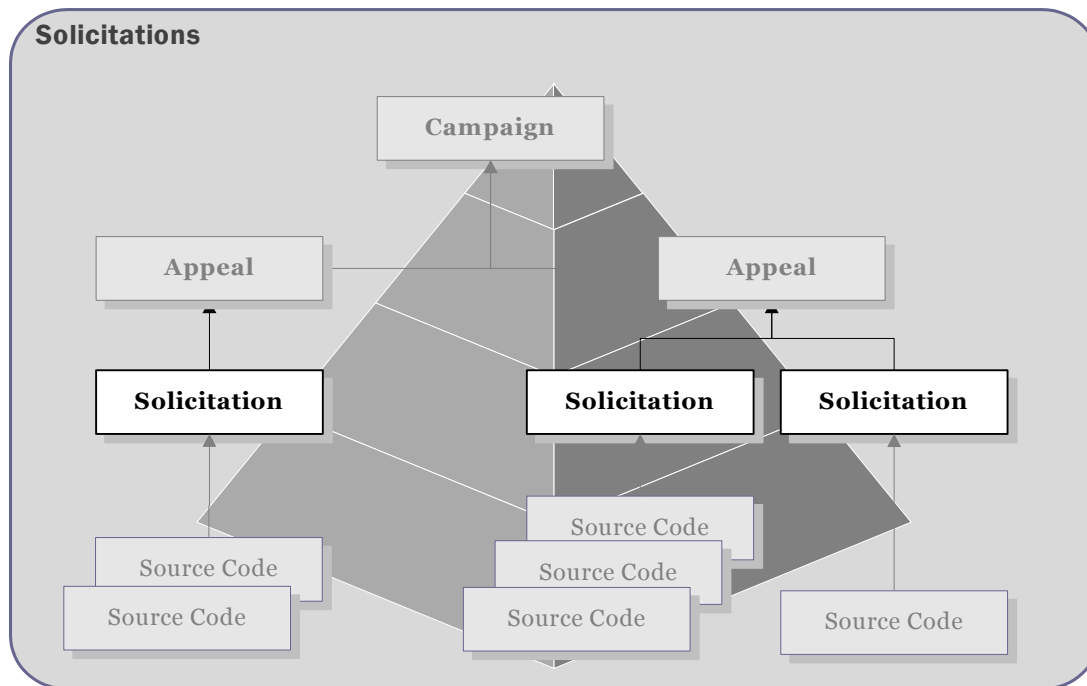 Solicitations
Campaign
Appeal
Appeal
Solicitation
Solicitation
Solicitation
Source Code
Source Code
Source Code
Source Code
Source Code
Source Code